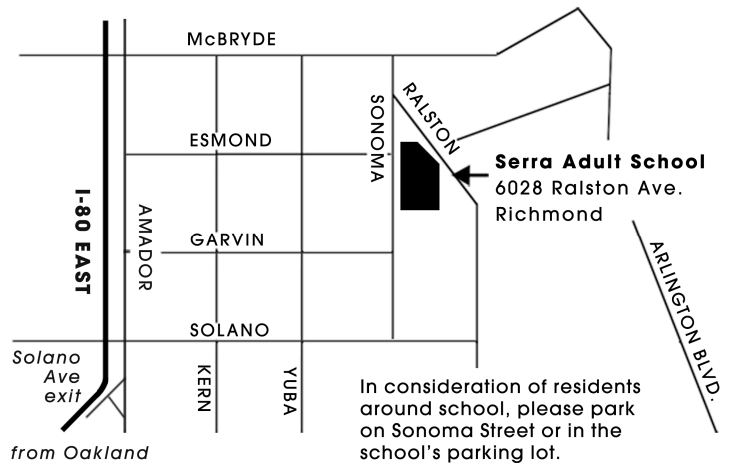 McBRYDE
RALSTON
SONOMA
ESMOND
Serra Adult School
6028 Ralston Ave.
Richmond
I-80 EAST
AMADOR
GARVIN
ARLINGTON BLVD.
SOLANO
Solano
Ave
exit
KERN
YUBA
In consideration of residents
around school, please park
on Sonoma Street or in the
school's parking lot.
from Oakland